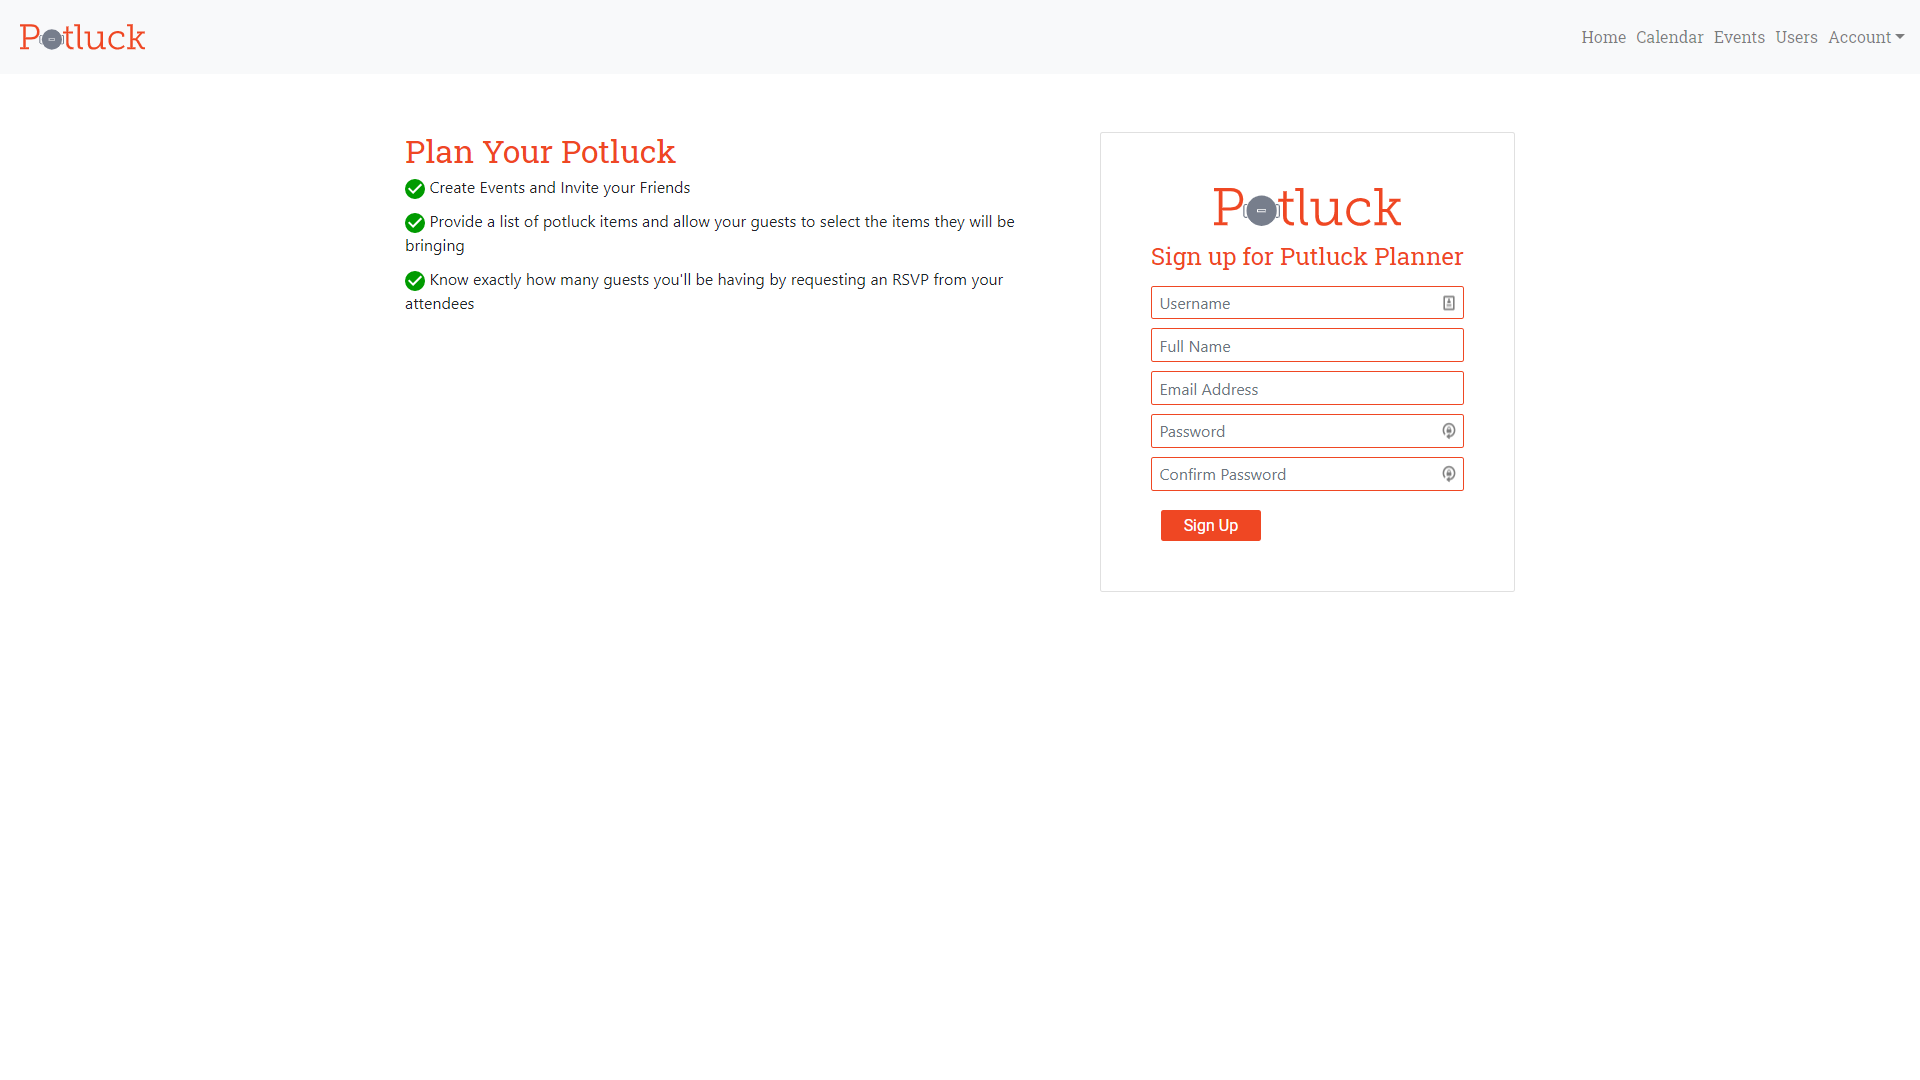 Potluck
Home Calendar Events Users Account
Plan Your Potluck
Create Events and Invite your Friends
Provide a list of potluck items and allow your guests to select the items they will be
bringing
Know exactly how many guests you'll be having by requesting an RSVP from your
attendees
Potluck
Sign up for Putluck Planner
Username
Full Name
Email Address
Password
Confirm Password
Sign Up